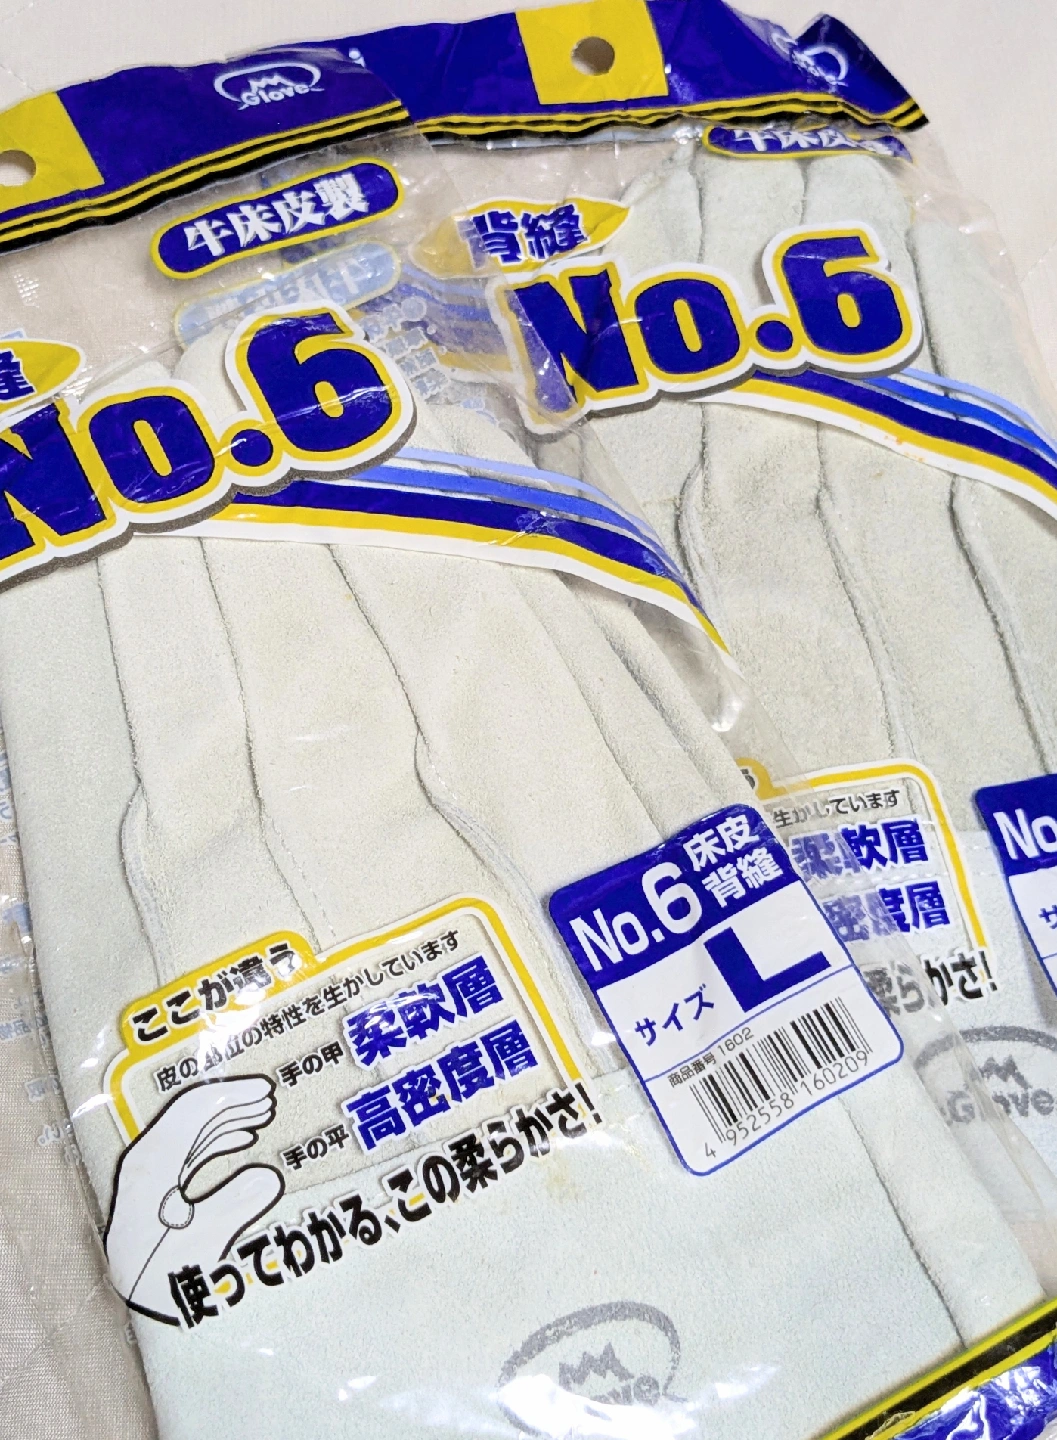 Glove
牛床皮製
背縫
No.6
牛床皮
縫
No.6
ここが違う
皮の部位の特性を生かしています
手の甲 柔軟層
手の平 高密度層
使ってわかる、この柔らかさ!
No.6 床皮
背縫
サイズ L
商品番号 1602
4 952558 160209
生かしています
柔軟層
密度層
柔らかさ!
No.
サ
Glove
Glove